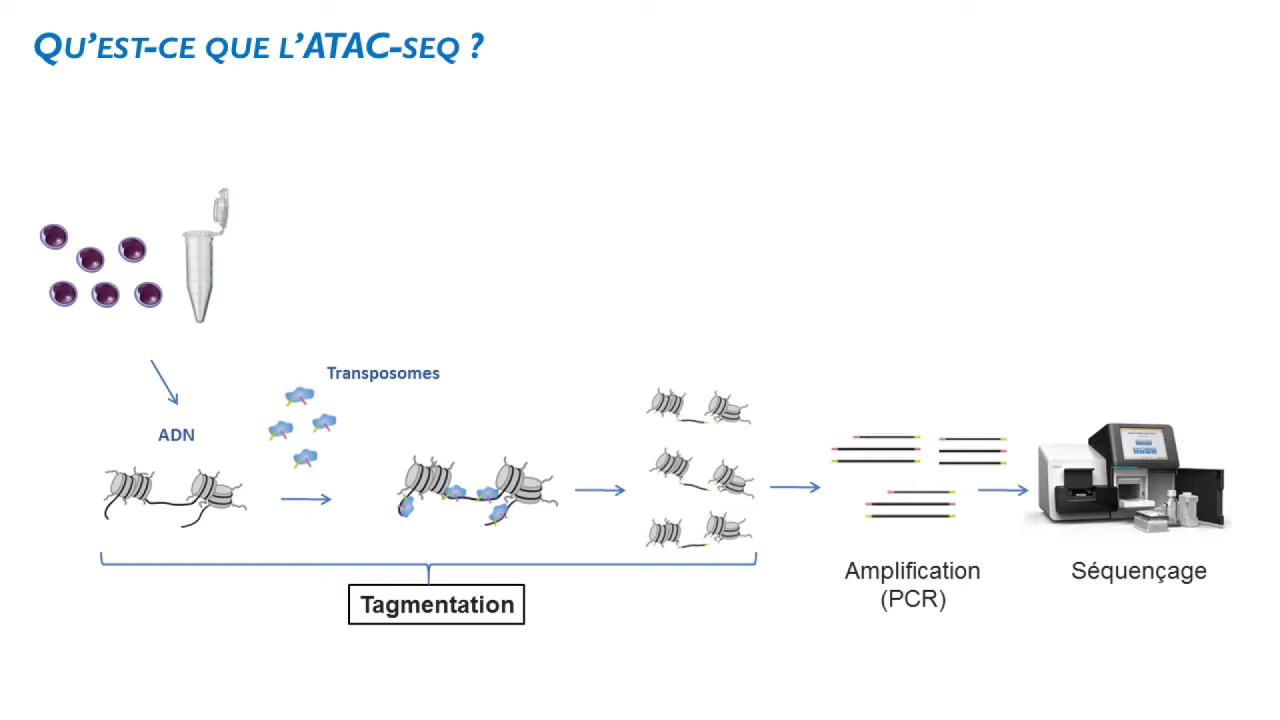 QU'EST-CE QUE L'ATAC-SEQ ?
Transposomes
ADN
Tagmentation
Amplification
(PCR)
Séquençage